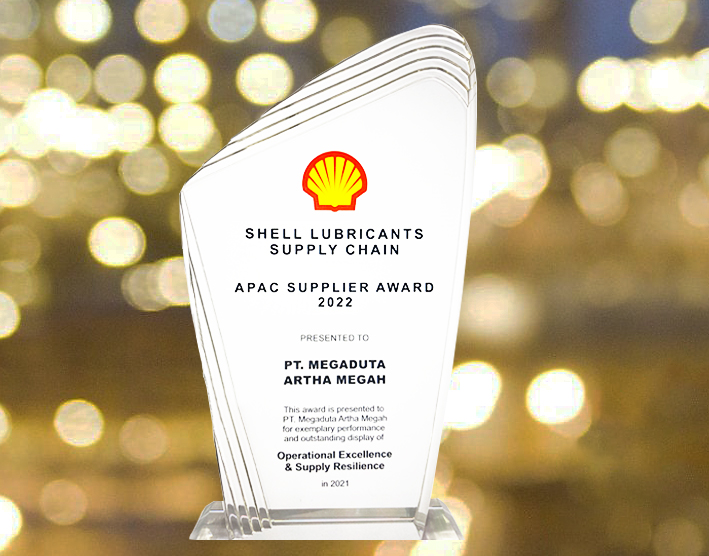 SHELL LUBRICANTS
SUPPLY CHAIN
APAC SUPPLIER AWARD
2022
PRESENTED TO
PT. MEGADUTA
ARTHA MEGAH
This award is presented to
PT. Megaduta Artha Megah
for exemplary performance
and outstanding display of
Operational Excellence
& Supply Resilience
in 2021